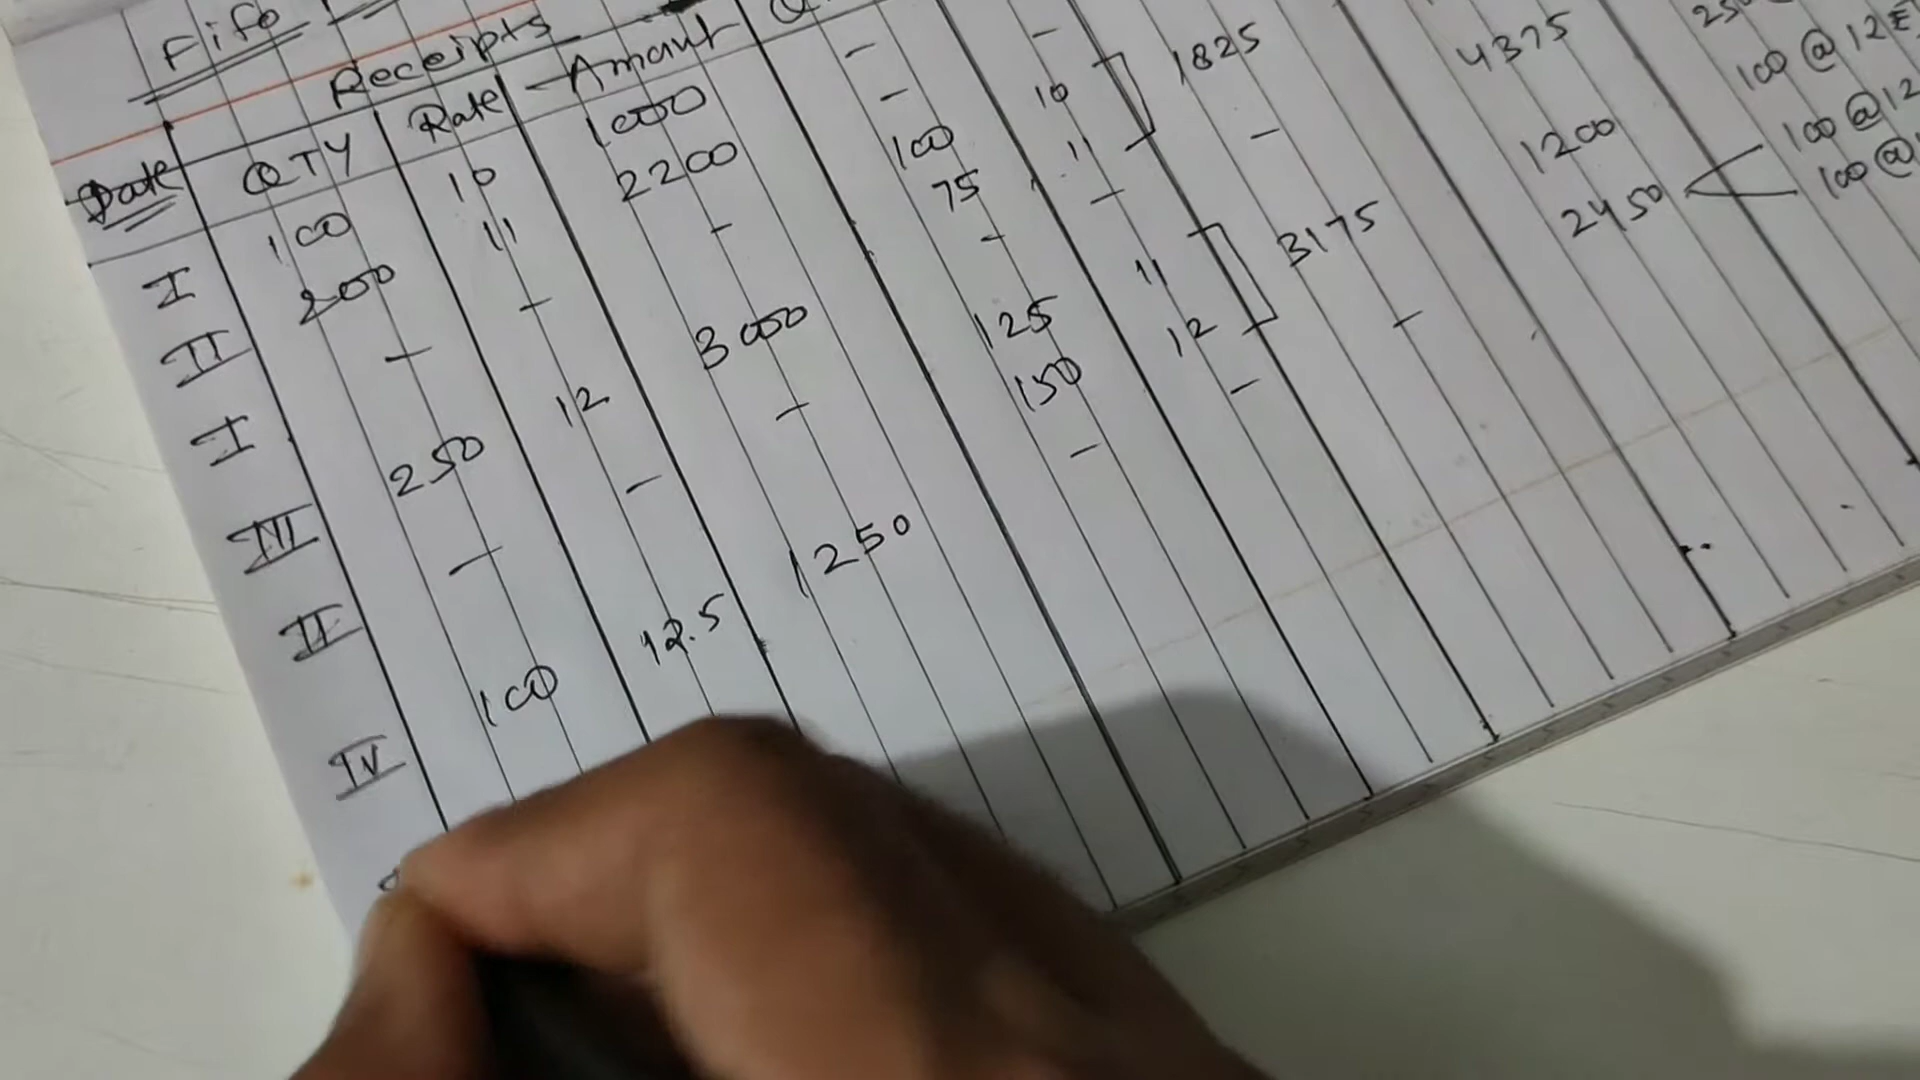 Fifo
Receipts
Date QTY Rate Amount Q
I 100 10 1000 – –
II 200 11 2200 – 10 1825 4375 250
I – – – 100 11 100 @ 12
75
III 250 12 3000 – – – 1200 100 @ 12
II – – – 125 11 3175 2450 100 @
150 12
IV 100 12.5 1250 – – –